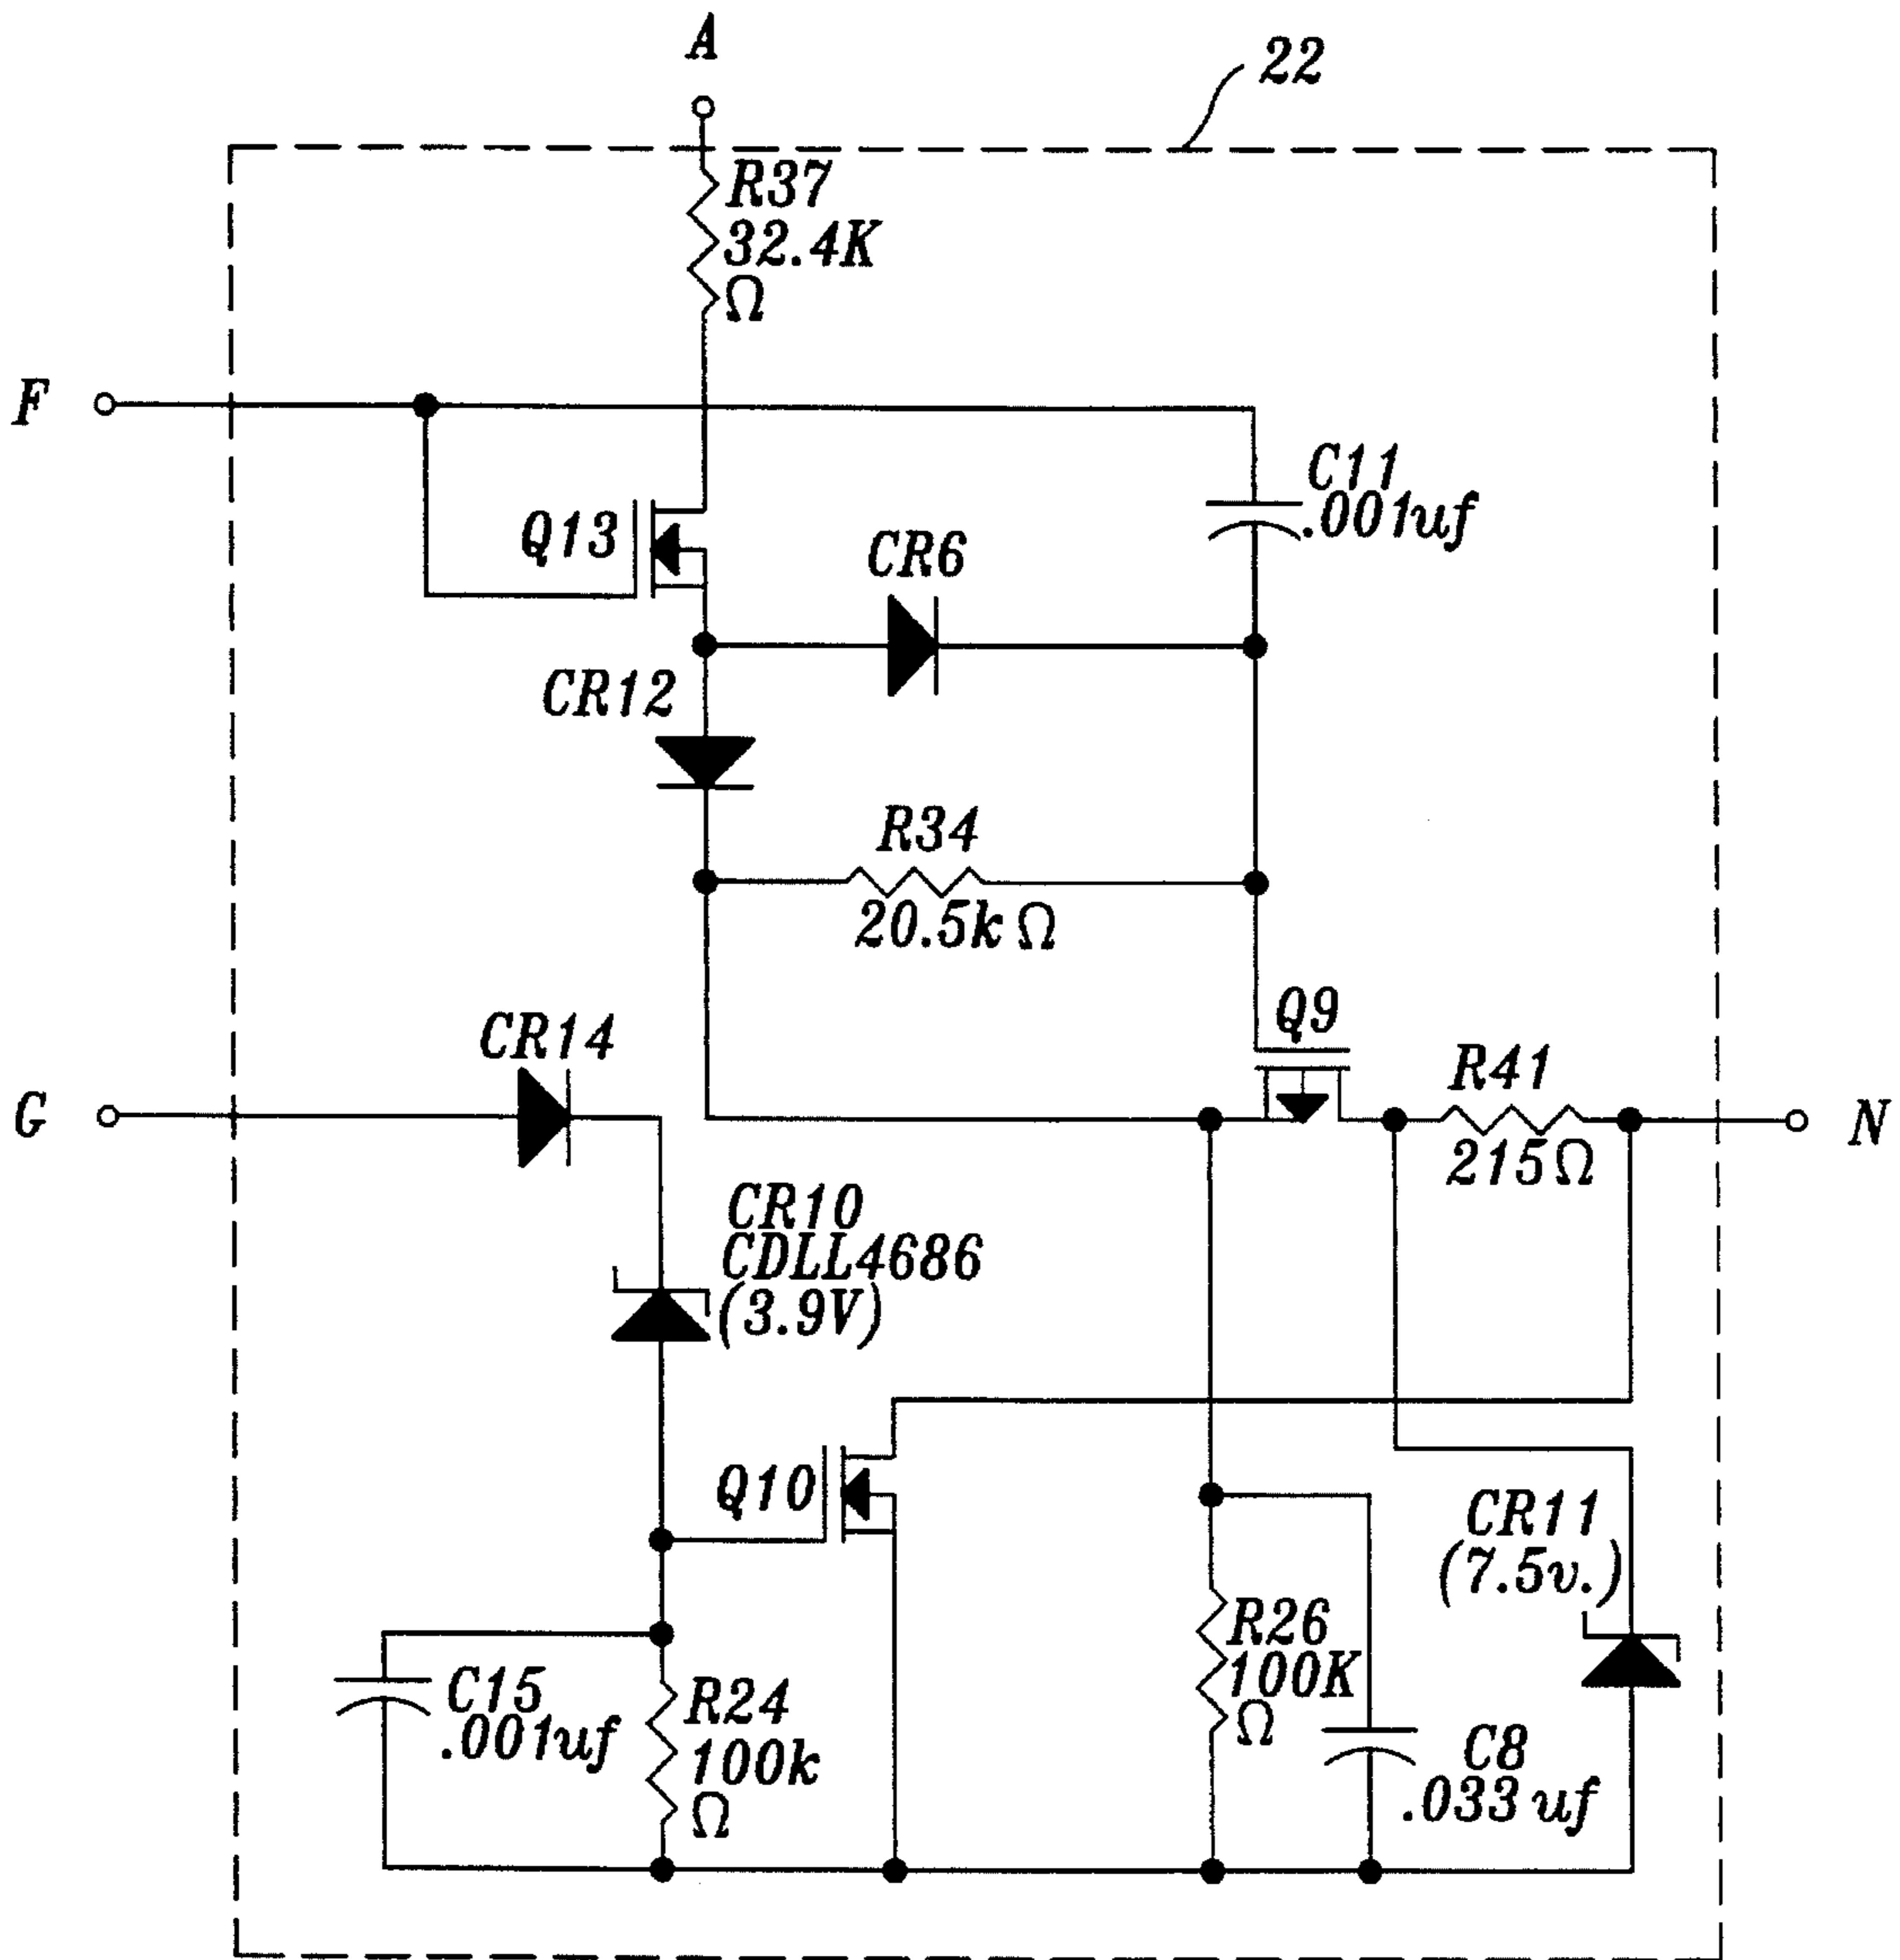 A
22
R37
32.4K
Ω
F
C11
.001uf
Q13
CR6
CR12
R34
20.5k Ω
Q9
CR14
R41
G
N
215Ω
CR10
CDLL4686
(3.9V)
Q10
CR11
(7.5v.)
R26
100K
Ω
C15
.001uf
R24
100k
Ω
C8
.033 uf